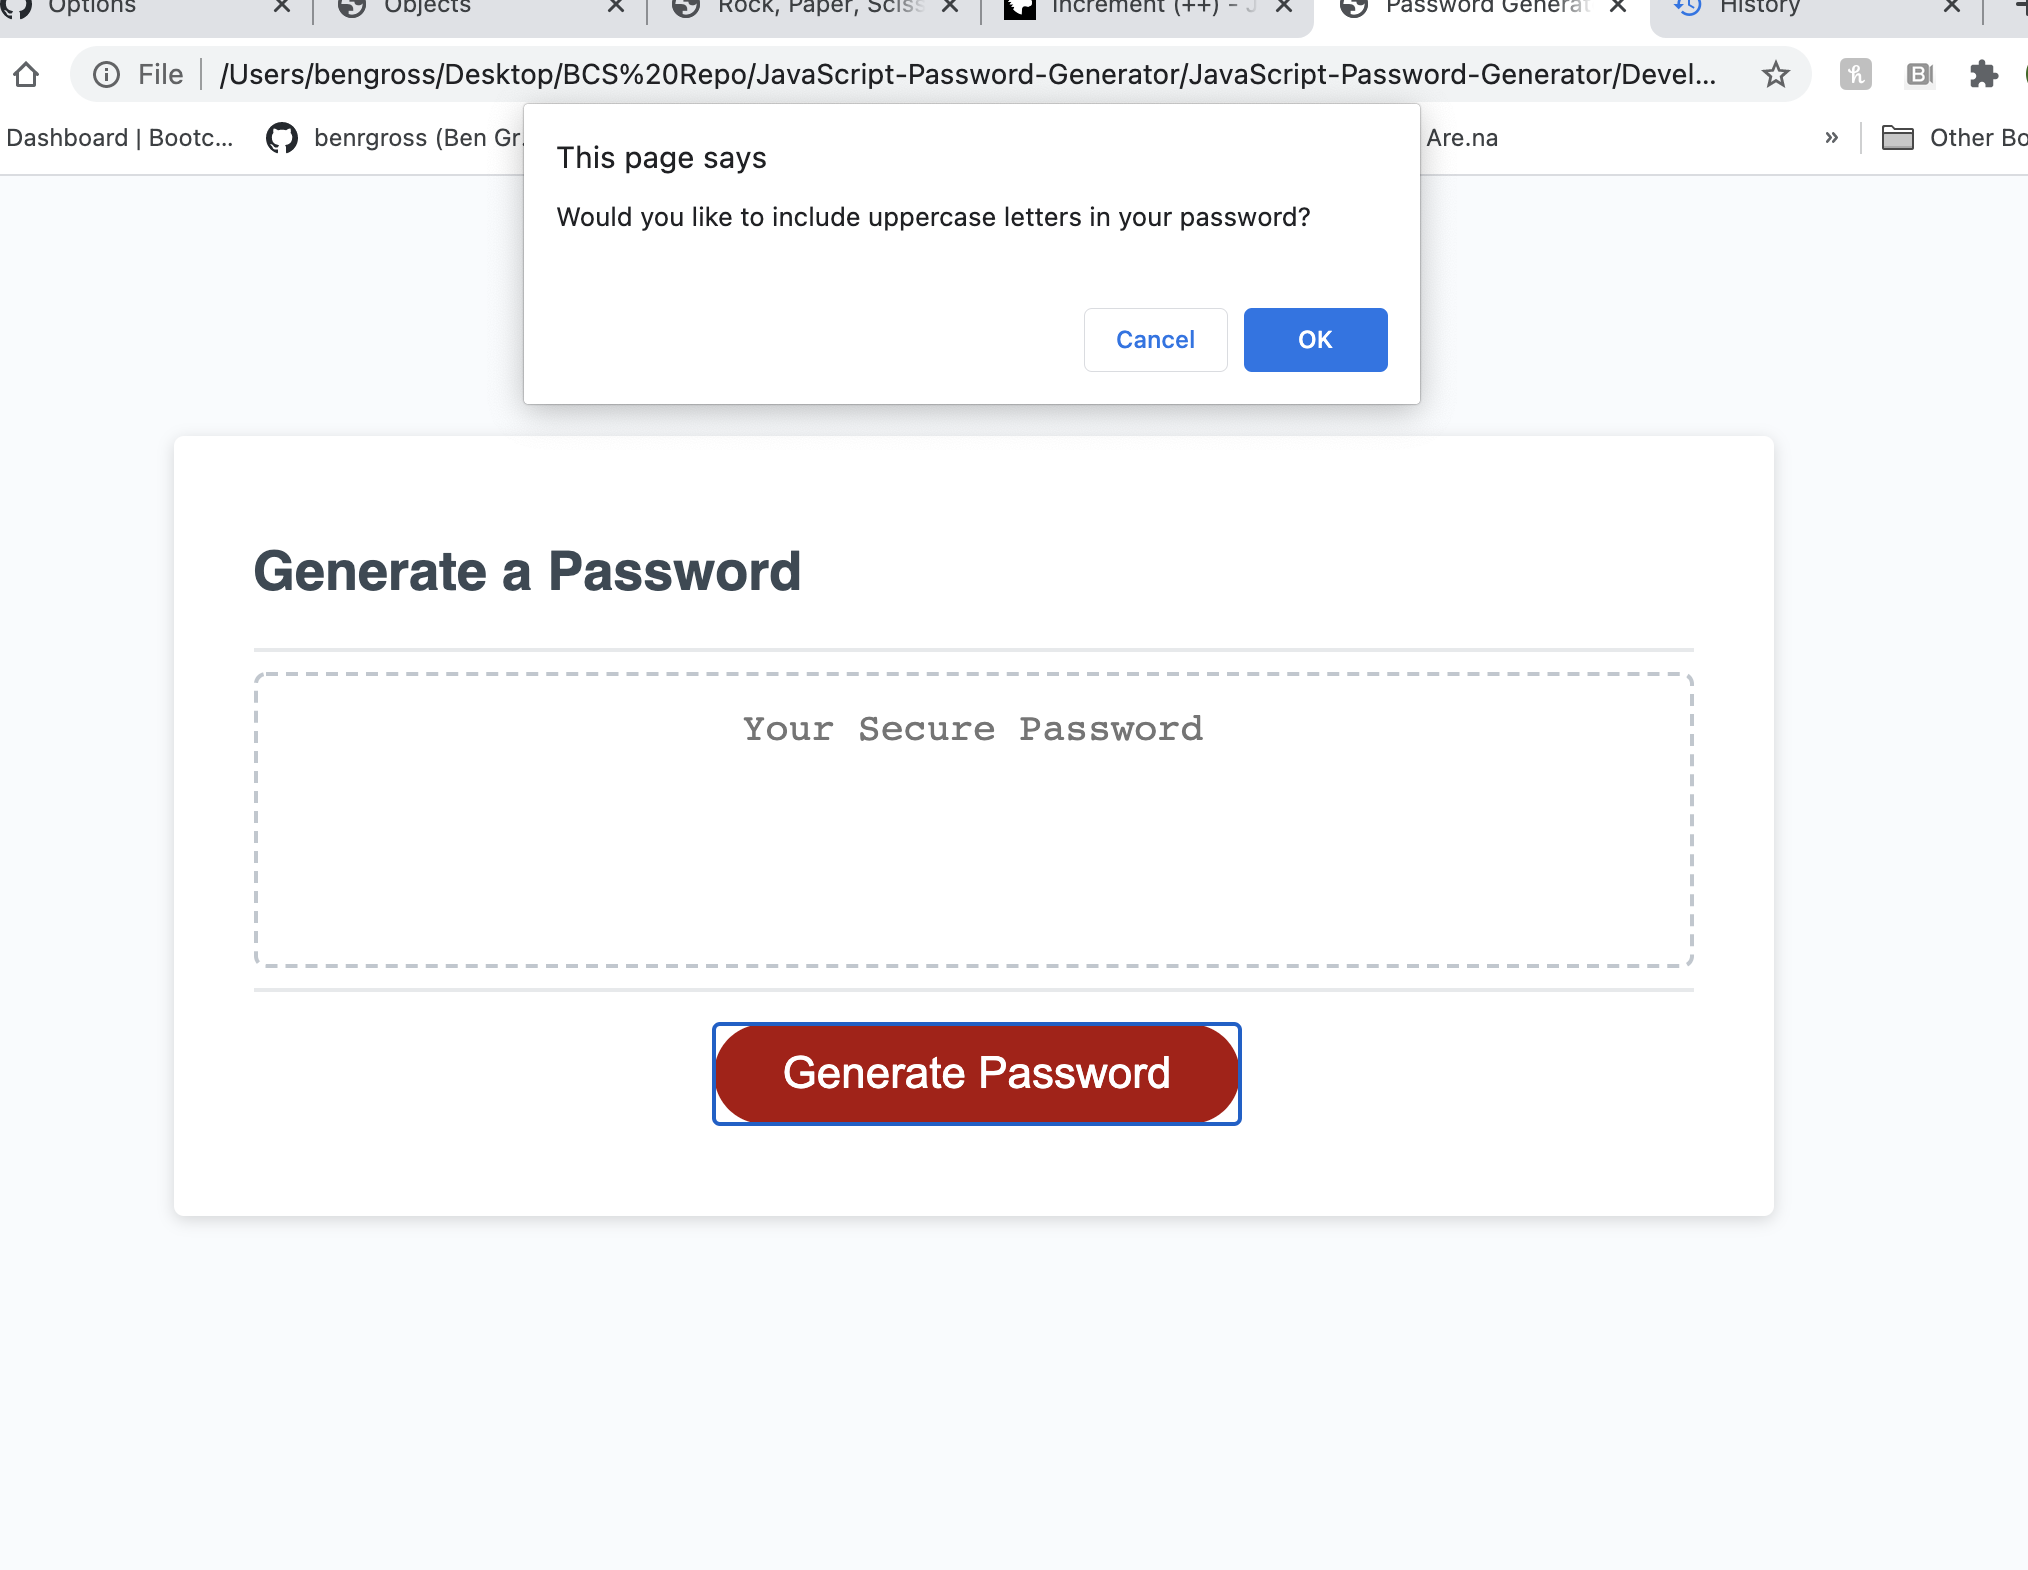 Options
Objects
Rock, Paper, Sciss
Increment (++) - J
Password Generat
History
File
/Users/bengross/Desktop/BCS%20Repo/JavaScript-Password-Generator/JavaScript-Password-Generator/Devel...
Dashboard | Bootc...
benrgross (Ben Gr.
Are.na
»
Other Bo
This page says
Would you like to include uppercase letters in your password?
Cancel
OK
Generate a Password
Your Secure Password
Generate Password